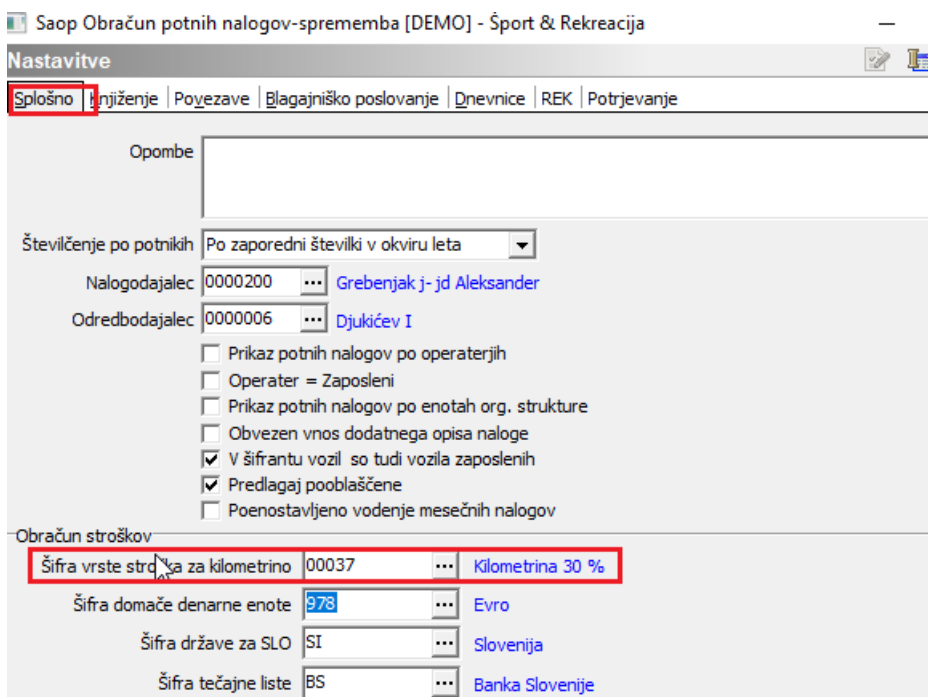 Saop Obračun potnih nalogov-sprememba [DEMO] - Šport & Rekreacija
Nastavitve
Splošno Knjiženje Povezave Blagajniško poslovanje Dnevnice REK Potrjevanje
Opombe
Številčenje po potnikih Po zaporedni številki v okviru leta
Nalogodajalec 0000200 ... Grebenjak j- jd Aleksander
Odredbodajalec 0000006 ... Djukićev I
Prikaz potnih nalogov po operaterjih
Operater = Zaposleni
Prikaz potnih nalogov po enotah org. strukture
Obvezen vnos dodatnega opisa naloge
V šifrantu vozil so tudi vozila zaposlenih
Predlagaj pooblaščene
Poenostavljeno vodenje mesečnih nalogov
Obračun stroškov
Šifra vrste stroška za kilometrino 00037 ... Kilometrina 30 %
Šifra domače denarne enote 978 ... Evro
Šifra države za SLO SI ... Slovenija
Šifra tečajne liste BS ... Banka Slovenije